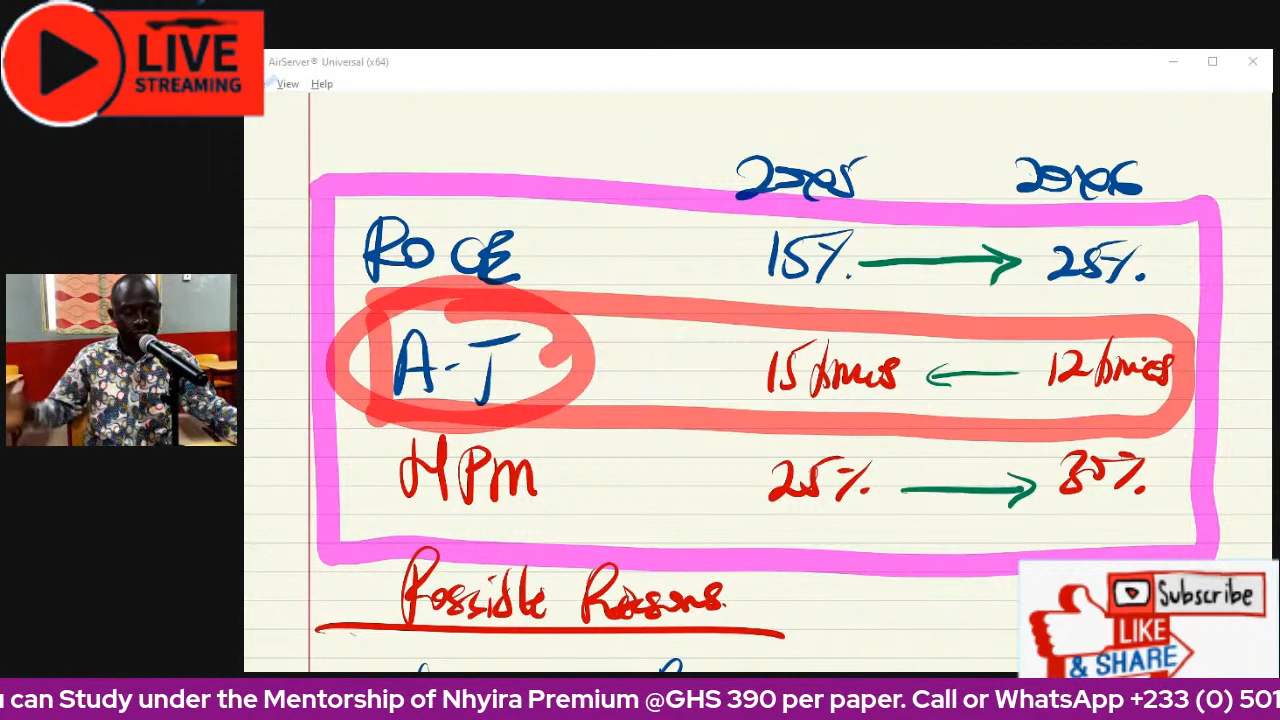 LIVE
STREAMING
AirServer® Universal (x64)
View Help
20x5 20x6
ROCE 15% 25%
A-T 15 times 12 times
NPM 25% 35%
Possible Reasons.
Subscribe
LIKE
& SHARE
u can Study under the Mentorship of Nhyira Premium @GHS 390 per paper. Call or WhatsApp +233 (0) 501